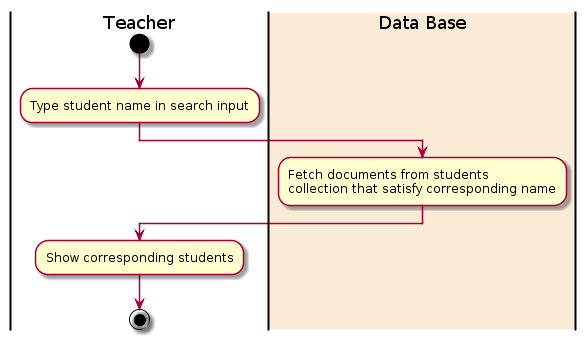 Teacher
Data Base
Type student name in search input
Fetch documents from students
collection that satisfy corresponding name
Show corresponding students